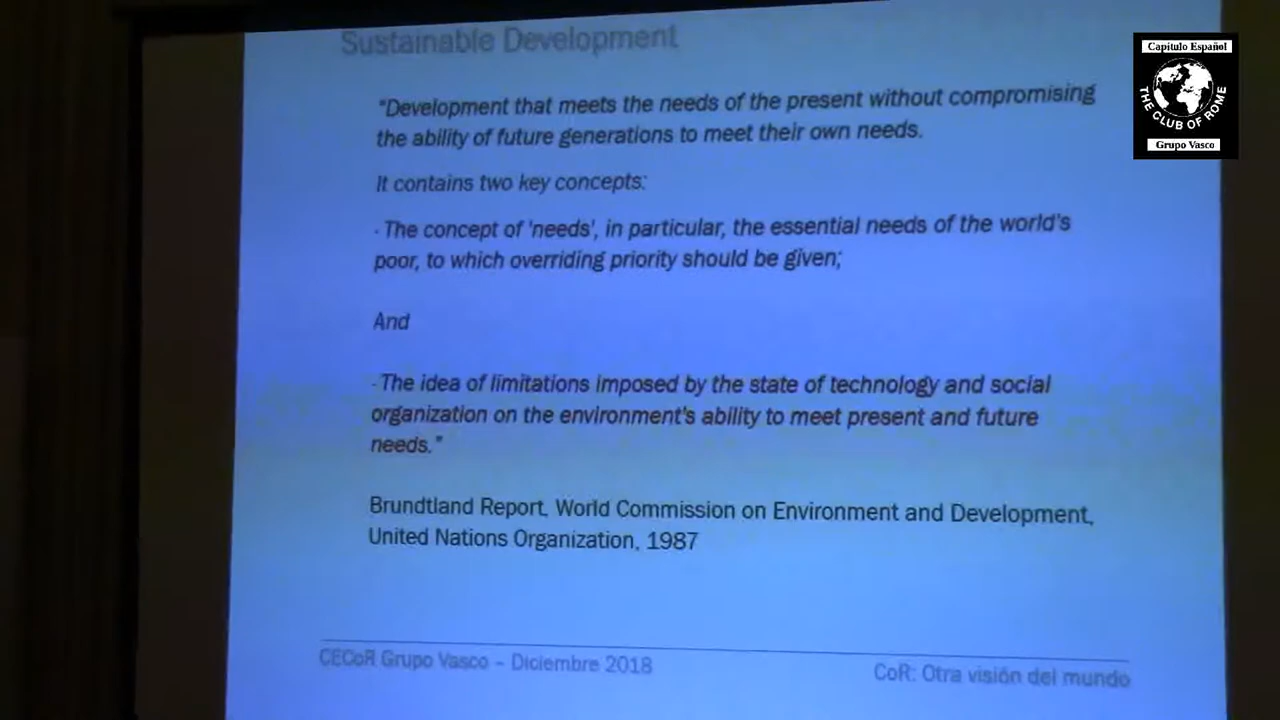 Sustainable Development
"Development that meets the needs of the present without compromising
the ability of future generations to meet their own needs.
It contains two key concepts:
· The concept of 'needs', in particular, the essential needs of the world's
poor, to which overriding priority should be given;
And
· The idea of limitations imposed by the state of technology and social
organization on the environment's ability to meet present and future
needs."
Brundtland Report, World Commission on Environment and Development,
United Nations Organization, 1987
CECoR Grupo Vasco – Diciembre 2018
CoR: Otra visión del mundo
Capítulo Español
THE CLUB OF ROME
Grupo Vasco